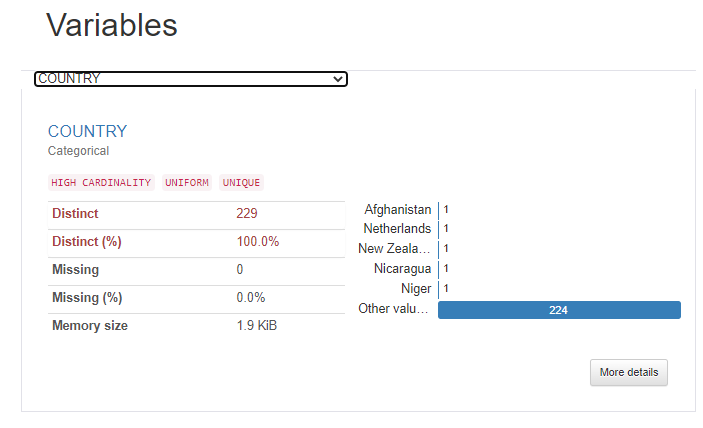 Variables
COUNTRY
COUNTRY
Categorical
HIGH CARDINALITY UNIFORM UNIQUE
Distinct 229
Distinct (%) 100.0%
Missing 0
Missing (%) 0.0%
Memory size 1.9 KiB
Afghanistan 1
Netherlands 1
New Zeala... 1
Nicaragua 1
Niger 1
Other valu... 224
More details